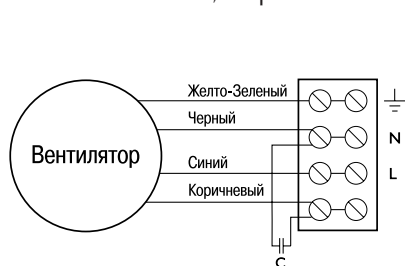 Желто-Зеленый
Черный
N
Вентилятор
Синий
L
Коричневый
C